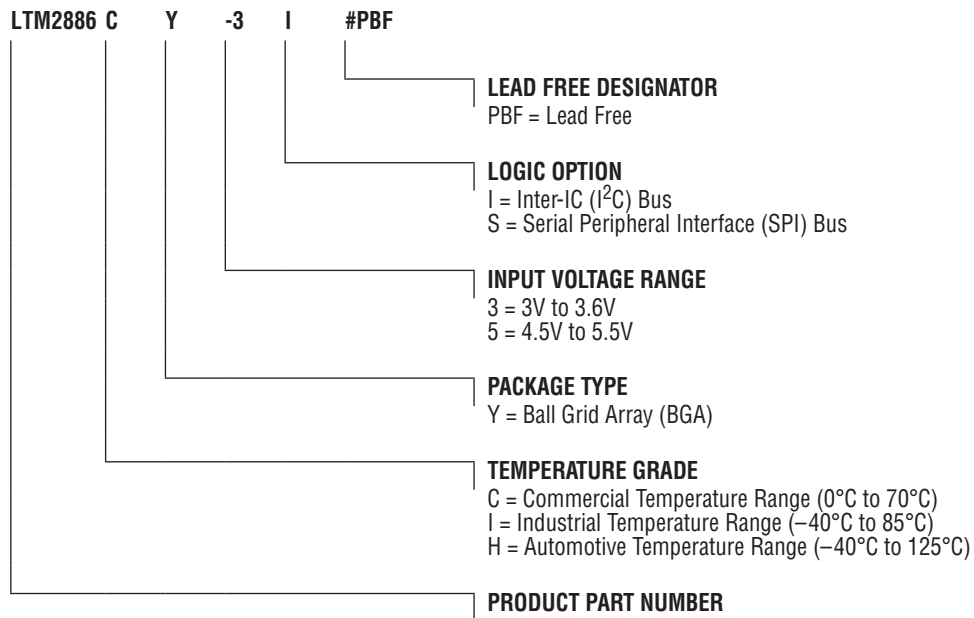 LTM2886 C Y -3 I #PBF
LEAD FREE DESIGNATOR
PBF = Lead Free
LOGIC OPTION
I = Inter-IC (I²C) Bus
S = Serial Peripheral Interface (SPI) Bus
INPUT VOLTAGE RANGE
3 = 3V to 3.6V
5 = 4.5V to 5.5V
PACKAGE TYPE
Y = Ball Grid Array (BGA)
TEMPERATURE GRADE
C = Commercial Temperature Range (0°C to 70°C)
I = Industrial Temperature Range (–40°C to 85°C)
H = Automotive Temperature Range (–40°C to 125°C)
PRODUCT PART NUMBER